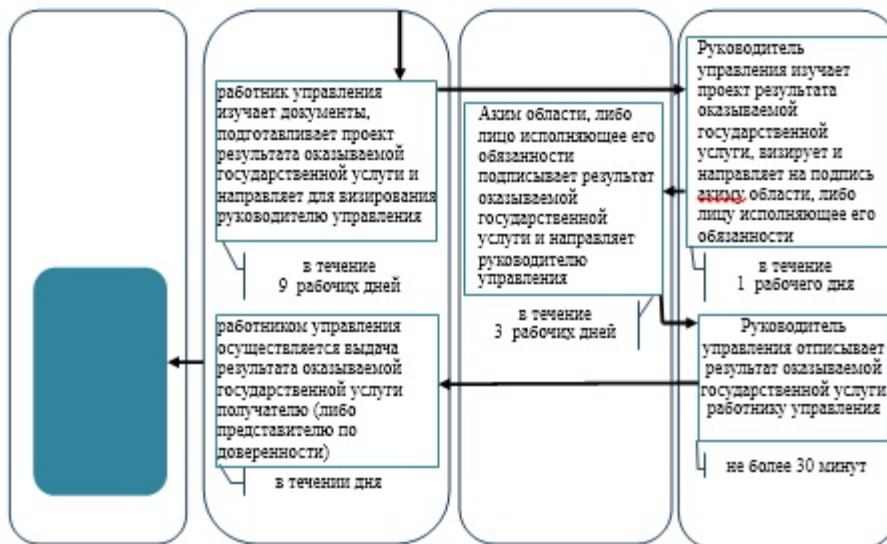 работник управления
изучает документы,
подготавливает проект
результата оказываемой
государственной услуги и
направляет для визирования
руководителю управления
в течение
9 рабочих дней
Руководитель
управления изучает
проект результата
оказываемой
государственной
услуги, визирует и
направляет на подпись
акиму области, либо
лицу исполняющее его
обязанности
в течение
1 рабочего дня
Аким области, либо
лицо исполняющее его
обязанности
подписывает результат
оказываемой
государственной
услуги и направляет
руководителю
управления
в течение
3 рабочих дней
Руководитель
управления отписывает
результат оказываемой
государственной услуги
работнику управления
не более 30 минут
работником управления
осуществляется выдача
результата оказываемой
государственной услуги
получателю (либо
представителю по
доверенности)
в течении дня